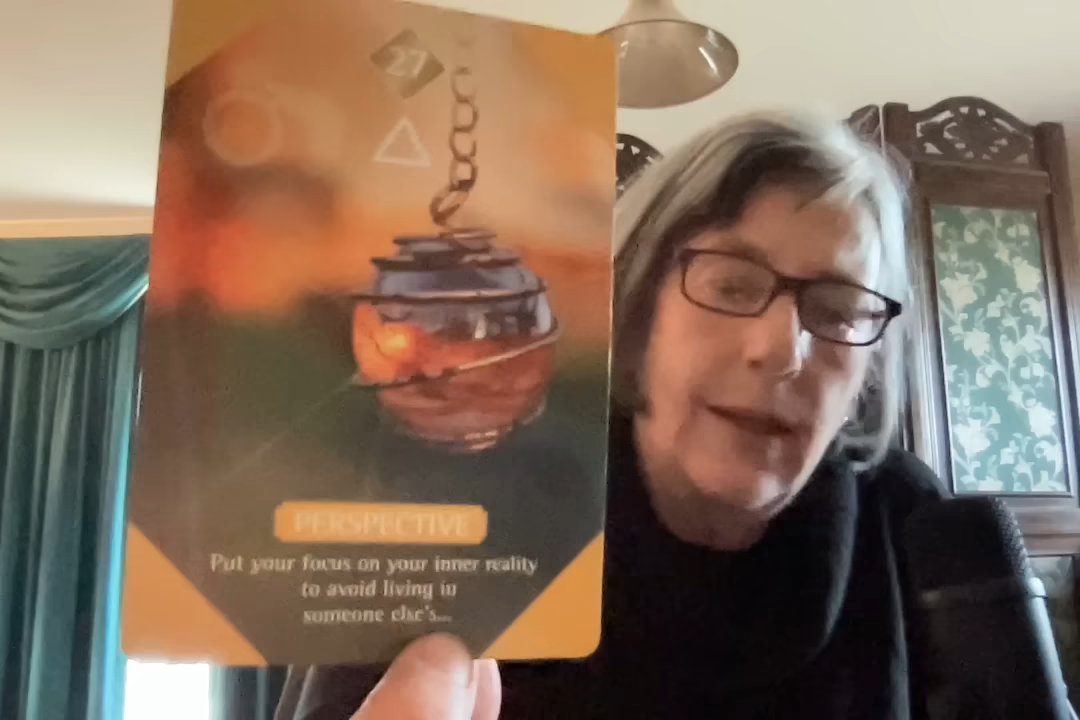 27
PERSPECTIVE
Put your focus on your inner reality
to avoid living in
someone else's...